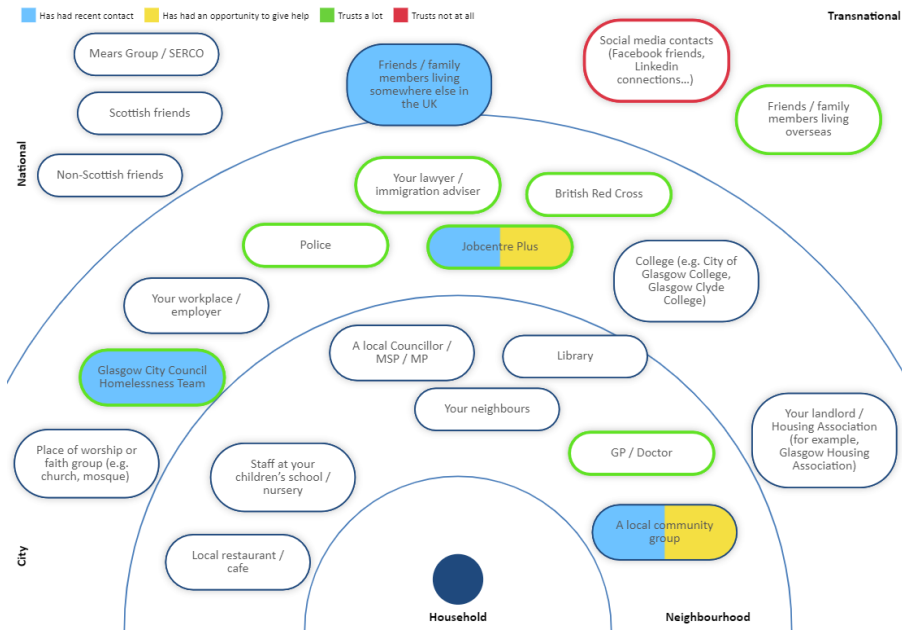 Has had recent contact
Has had an opportunity to give help
Trusts a lot
Trusts not at all
Transnational
Mears Group / SERCO
Social media contacts
(Facebook friends,
Linkedin
connections...)
Friends / family
members living
somewhere else in
the UK
Scottish friends
Friends / family
members living
overseas
National
Non-Scottish friends
Your lawyer /
immigration adviser
British Red Cross
Police
Jobcentre Plus
College (e.g. City of
Glasgow College,
Glasgow Clyde
College)
Your workplace /
employer
A local Councillor /
MSP / MP
Library
Glasgow City Council
Homelessness Team
Your neighbours
Your landlord /
Housing Association
(for example,
Glasgow Housing
Association)
Place of worship or
faith group (e.g.
church, mosque)
GP / Doctor
Staff at your
children's school /
nursery
A local community
group
City
Local restaurant /
cafe
Household
Neighbourhood